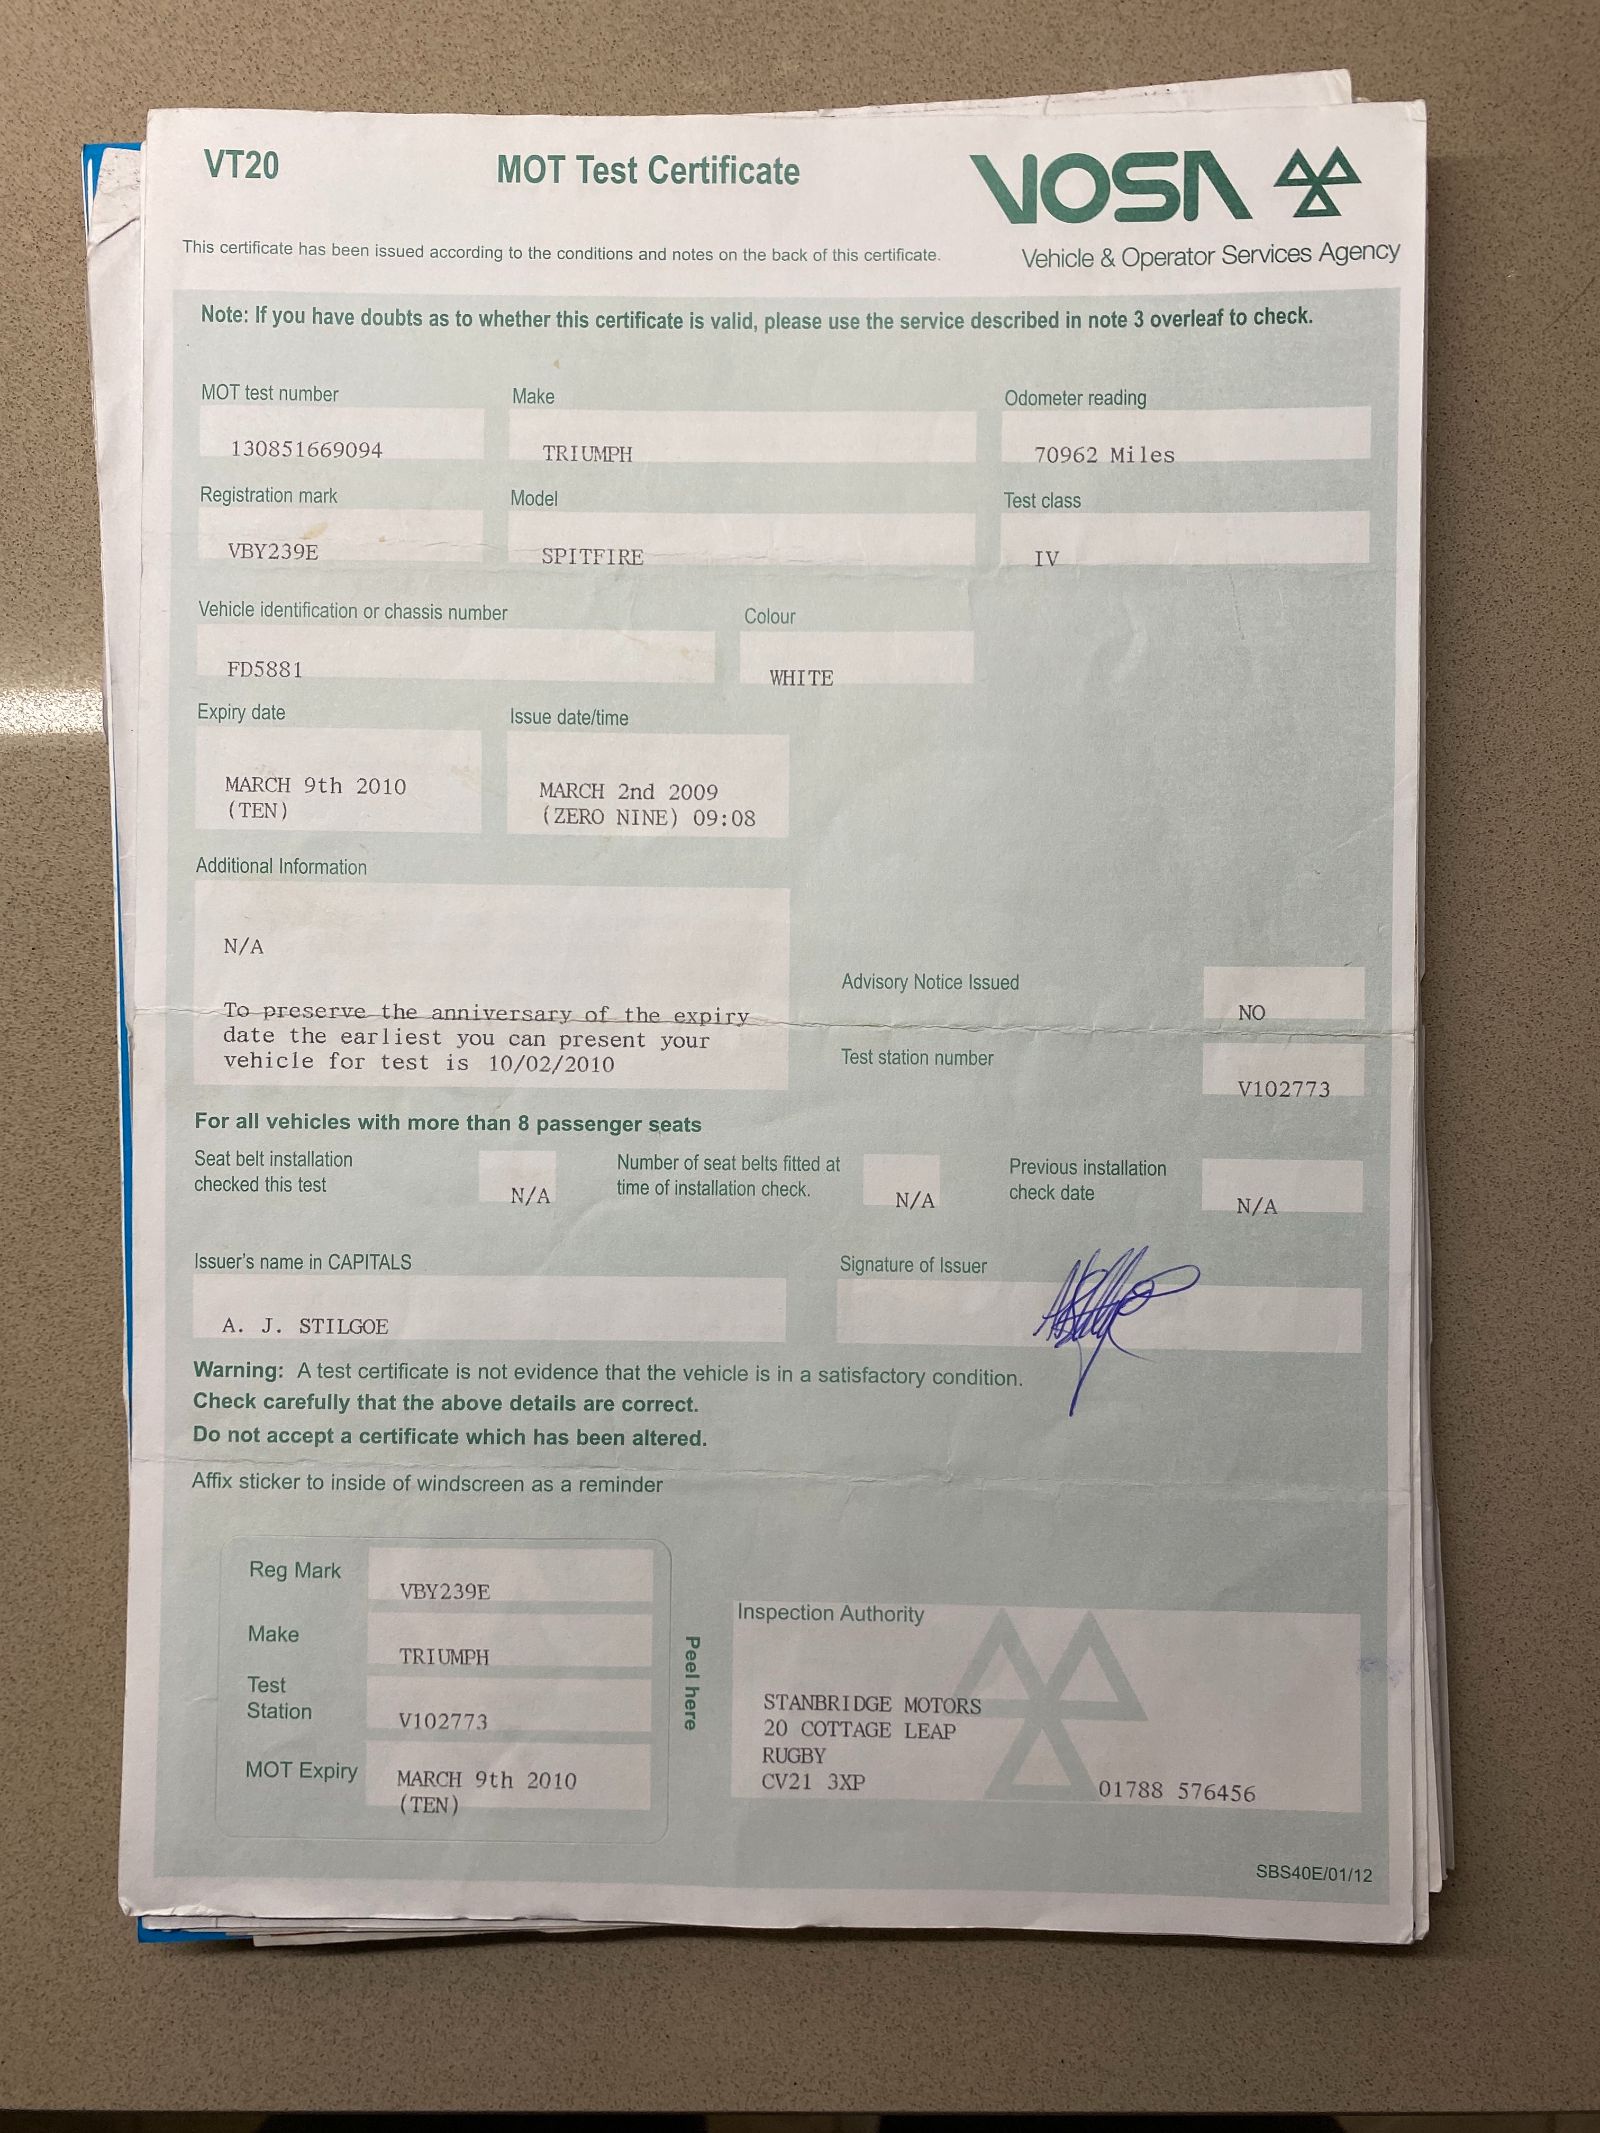 VT20
MOT Test Certificate
VOSA
Vehicle & Operator Services Agency
This certificate has been issued according to the conditions and notes on the back of this certificate.
Note: If you have doubts as to whether this certificate is valid, please use the service described in note 3 overleaf to check.
MOT test number
130851669094
Make
TRIUMPH
Odometer reading
70962 Miles
Registration mark
VBY239E
Model
SPITFIRE
Test class
IV
Vehicle identification or chassis number
FD5881
Colour
WHITE
Expiry date
MARCH 9th 2010
(TEN)
Issue date/time
MARCH 2nd 2009
(ZERO NINE) 09:08
Additional Information
N/A
To preserve the anniversary of the expiry
date the earliest you can present your
vehicle for test is 10/02/2010
Advisory Notice Issued
NO
Test station number
V102773
For all vehicles with more than 8 passenger seats
Seat belt installation
checked this test
N/A
Number of seat belts fitted at
time of installation check.
N/A
Previous installation
check date
N/A
Issuer's name in CAPITALS
A. J. STILGOE
Signature of Issuer
Warning: A test certificate is not evidence that the vehicle is in a satisfactory condition.
Check carefully that the above details are correct.
Do not accept a certificate which has been altered.
Affix sticker to inside of windscreen as a reminder
Reg Mark
VBY239E
Make
TRIUMPH
Test
Station
V102773
MOT Expiry
MARCH 9th 2010
(TEN)
Peel here
Inspection Authority
STANBRIDGE MOTORS
20 COTTAGE LEAP
RUGBY
CV21 3XP
01788 576456
SBS40E/01/12